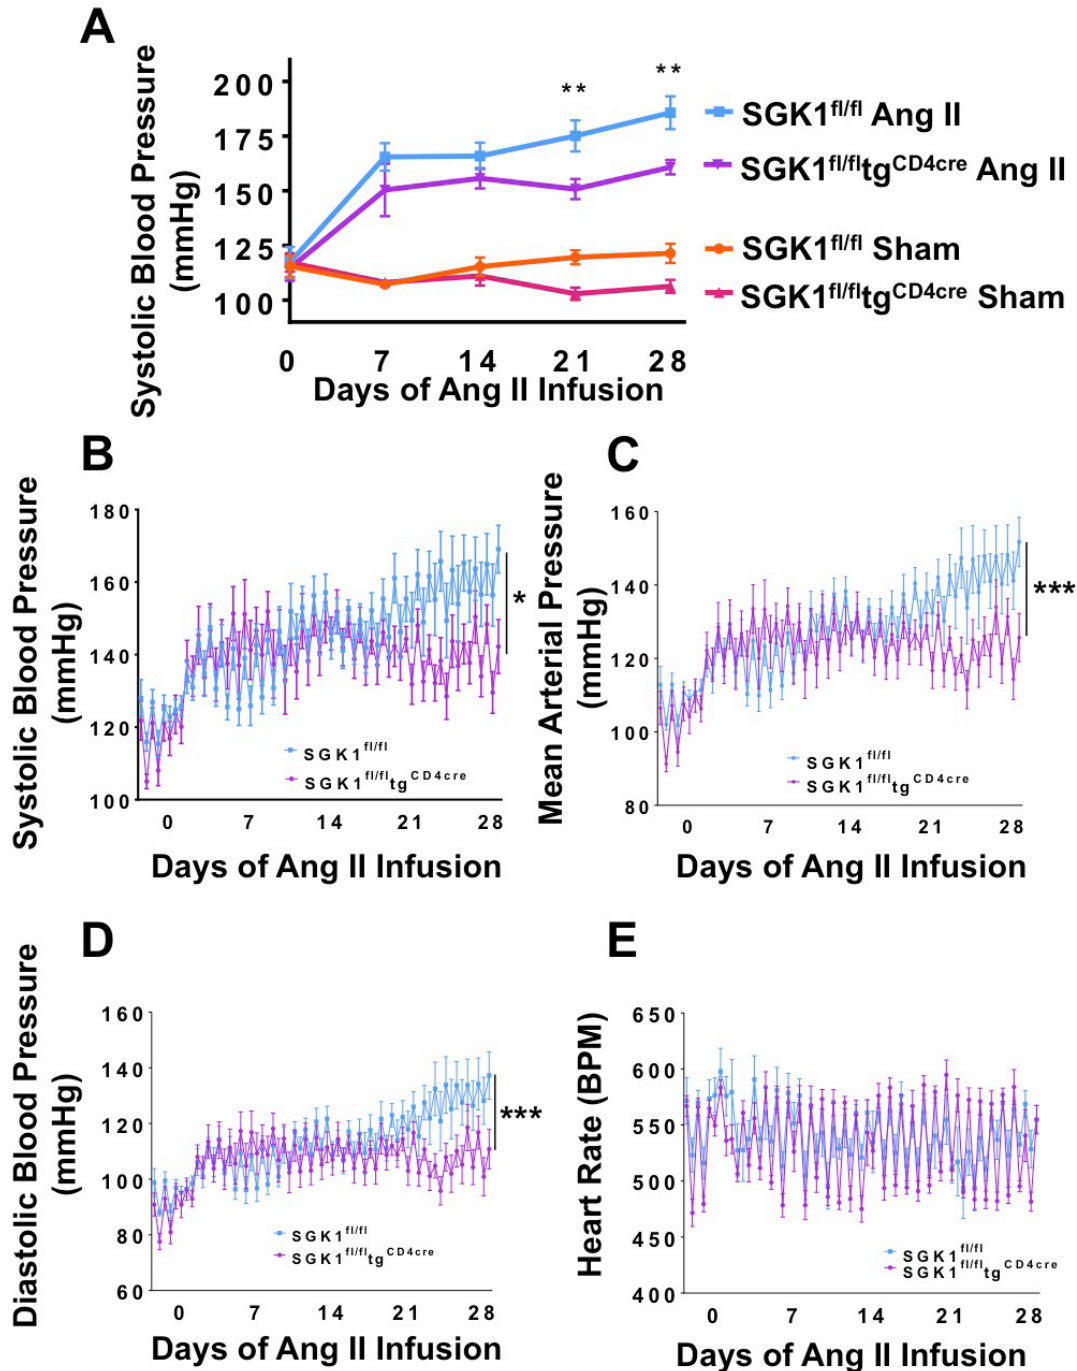 A
Systolic Blood Pressure
(mmHg)
200
175
150
125
100
** **
0 7 14 21 28
Days of Ang II Infusion
SGK1fl/fl Ang II
SGK1fl/fltgCD4cre Ang II
SGK1fl/fl Sham
SGK1fl/fltgCD4cre Sham
B
Systolic Blood Pressure
(mmHg)
180
160
140
120
100
*
SGK1fl/fl
SGK1fl/fltgCD4cre
0 7 14 21 28
Days of Ang II Infusion
C
Mean Arterial Pressure
(mmHg)
160
140
120
100
80
***
SGK1fl/fl
SGK1fl/fltgCD4cre
0 7 14 21 28
Days of Ang II Infusion
D
Diastolic Blood Pressure
(mmHg)
160
140
120
100
80
60
***
SGK1fl/fl
SGK1fl/fltgCD4cre
0 7 14 21 28
Days of Ang II Infusion
E
Heart Rate (BPM)
650
600
550
500
450
400
SGK1fl/fl
SGK1fl/fltgCD4cre
0 7 14 21 28
Days of Ang II Infusion